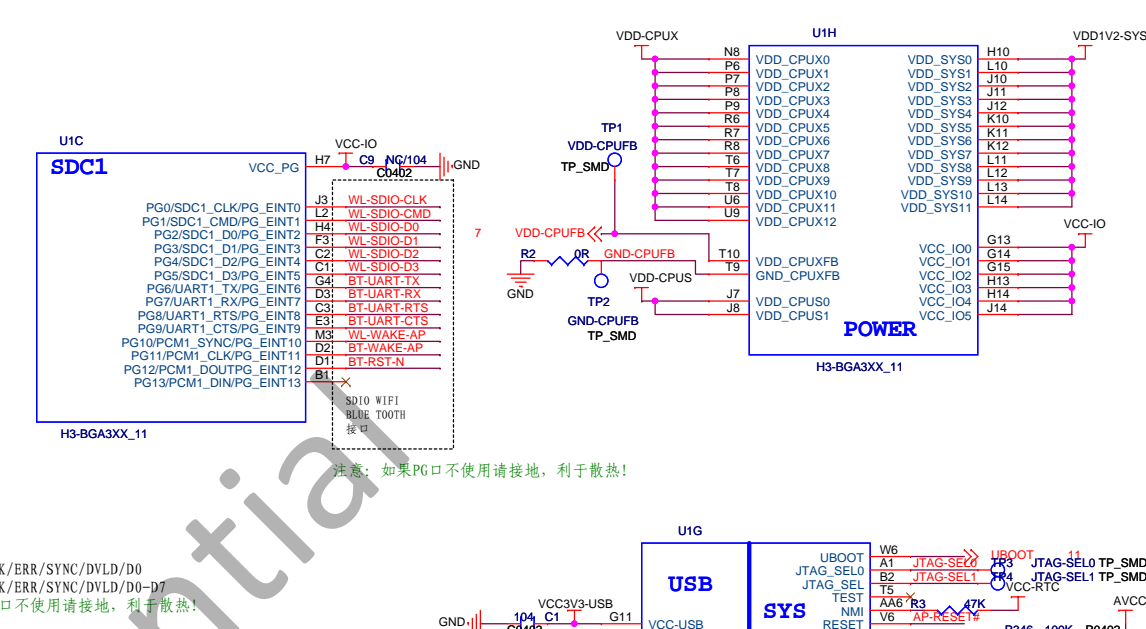 U1C
SDC1
VCC_PG
H7
VCC-IO
C9 NC/104
C0402
GND
PG0/SDC1_CLK/PG_EINT0 J3 WL-SDIO-CLK
PG1/SDC1_CMD/PG_EINT1 L2 WL-SDIO-CMD
PG2/SDC1_D0/PG_EINT2 H4 WL-SDIO-D0
PG3/SDC1_D1/PG_EINT3 F3 WL-SDIO-D1
PG4/SDC1_D2/PG_EINT4 C2 WL-SDIO-D2
PG5/SDC1_D3/PG_EINT5 C1 WL-SDIO-D3
PG6/UART1_TX/PG_EINT6 G4 BT-UART-TX
PG7/UART1_RX/PG_EINT7 D3 BT-UART-RX
PG8/UART1_RTS/PG_EINT8 C3 BT-UART-RTS
PG9/UART1_CTS/PG_EINT9 E3 BT-UART-CTS
PG10/PCM1_SYNC/PG_EINT10 M3 WL-WAKE-AP
PG11/PCM1_CLK/PG_EINT11 D2 BT-WAKE-AP
PG12/PCM1_DOUTPG_EINT12 D1 BT-RST-N
PG13/PCM1_DIN/PG_EINT13 B1
SDIO WIFI
BLUE TOOTH
接口
H3-BGA3XX_11
注意: 如果PG口不使用请接地, 利于散热!
U1H
VDD-CPUX
VDD1V2-SYS
N8 VDD_CPUX0
P6 VDD_CPUX1
P7 VDD_CPUX2
P8 VDD_CPUX3
P9 VDD_CPUX4
R6 VDD_CPUX5
R7 VDD_CPUX6
R8 VDD_CPUX7
T6 VDD_CPUX8
T7 VDD_CPUX9
T8 VDD_CPUX10
U6 VDD_CPUX11
U9 VDD_CPUX12
VDD_SYS0 H10
VDD_SYS1 L10
VDD_SYS2 J10
VDD_SYS3 J11
VDD_SYS4 J12
VDD_SYS5 K10
VDD_SYS6 K11
VDD_SYS7 K12
VDD_SYS8 L11
VDD_SYS9 L12
VDD_SYS10 L13
VDD_SYS11 L14
TP1
VDD-CPUFB
TP_SMD
7 VDD-CPUFB
R2 0R GND-CPUFB
GND
TP2
GND-CPUFB
TP_SMD
T10 VDD_CPUXFB
T9 GND_CPUXFB
VDD-CPUS
J7 VDD_CPUS0
J8 VDD_CPUS1
VCC-IO
VCC_IO0 G13
VCC_IO1 G14
VCC_IO2 G15
VCC_IO3 H13
VCC_IO4 H14
VCC_IO5 J14
POWER
H3-BGA3XX_11
K/ERR/SYNC/DVLD/D0
K/ERR/SYNC/DVLD/D0-D7
口不使用请接地, 利于散热!
ntial
U1G
USB
SYS
UBOOT W6 UBOOT 11
JTAG_SEL0 A1 JTAG-SEL0 TP3 JTAG-SEL0 TP_SMD
JTAG_SEL B2 JTAG-SEL1 TP4 JTAG-SEL1 TP_SMD
TEST T5
VCC-RTC
NMI AA6 R3 47K
RESET V6 AP-RESET#
AVCC
R346 100K R0402
VCC3V3-USB
GND 104 C1 G11 VCC-USB
C0402